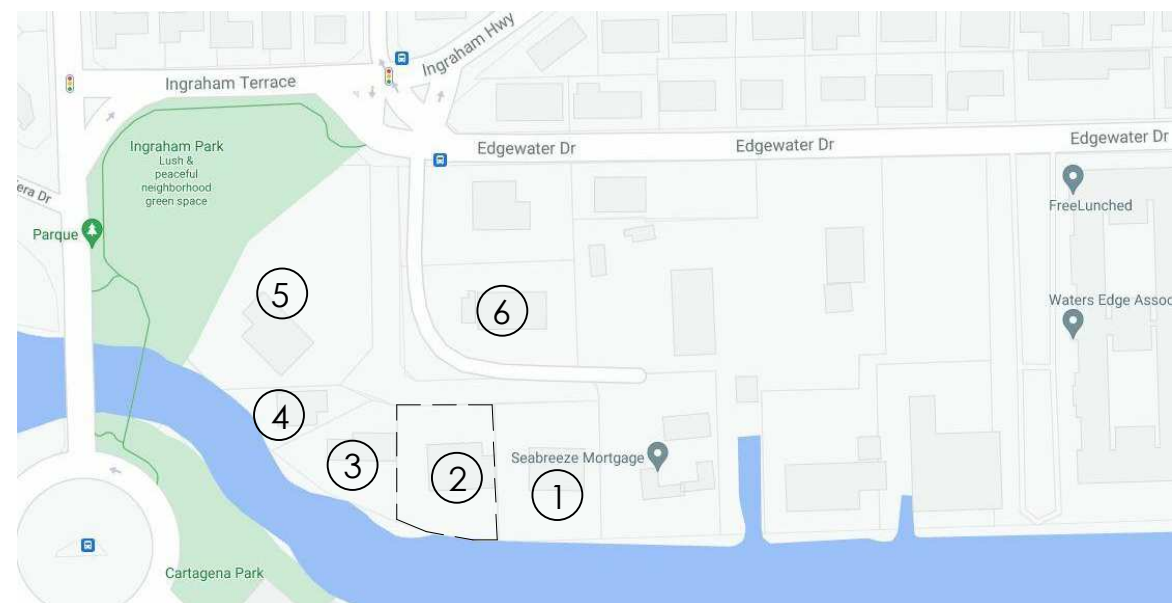 Ingraham Hwy
Ingraham Terrace
Ingraham Park
Lush &
peaceful
neighborhood
green space
Edgewater Dr
Edgewater Dr
Edgewater Dr
era Dr
FreeLunched
Parque
5
6
Waters Edge Assoc
4
3
2
Seabreeze Mortgage
1
Cartagena Park